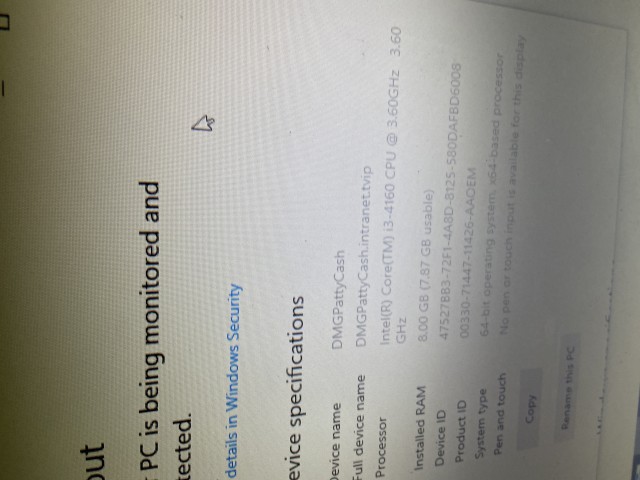 out
PC is being monitored and
tected.
details in Windows Security
evice specifications
Device name DMGPattyCash
Full device name DMGPattyCash.intranet.tvip
Processor Intel(R) Core(TM) i3-4160 CPU @ 3.60GHz 3.60
GHz
Installed RAM 8.00 GB (7.87 GB usable)
Device ID 47527BB3-72F1-4A8D-8125-580DAFBD6008
Product ID 00330-71447-11426-AAOEM
System type 64-bit operating system, x64-based processor
Pen and touch No pen or touch input is available for this display
Copy
Rename this PC